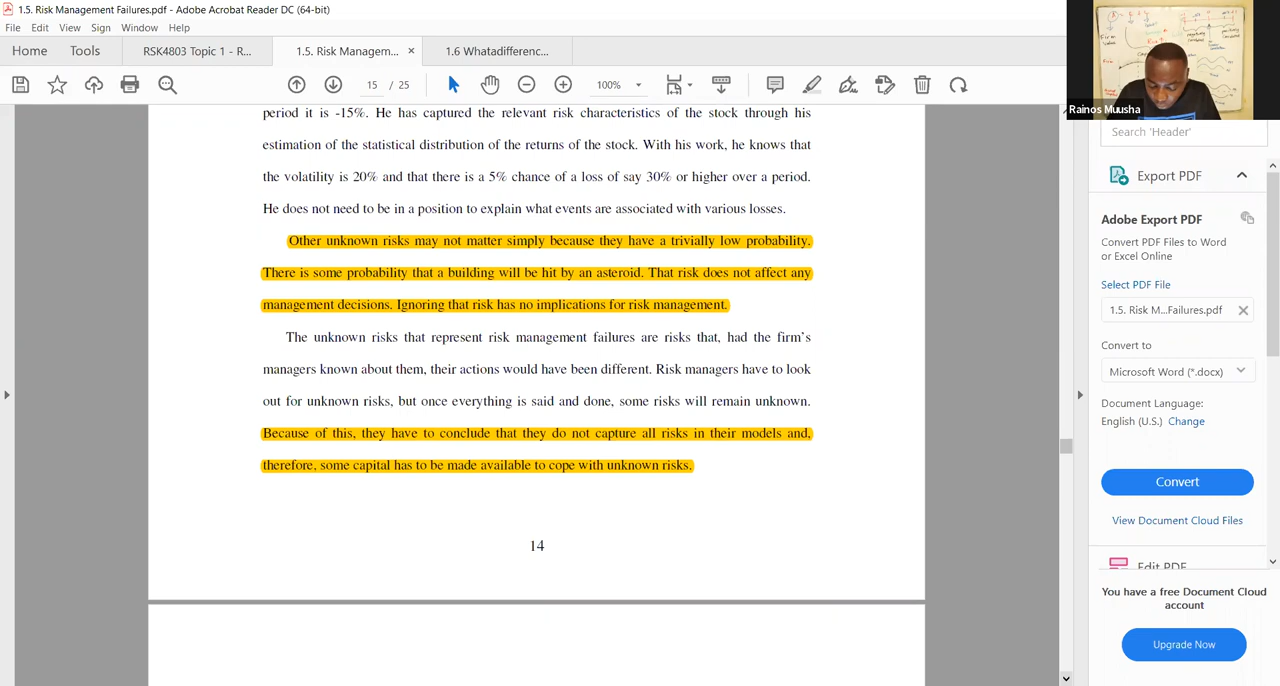 1.5. Risk Management Failures.pdf - Adobe Acrobat Reader DC (64-bit)
File Edit View Sign Window Help
Home Tools RSK4803 Topic 1 - R... 1.5. Risk Managem... × 1.6 Whatadifferenc...
15 / 25 100%
Rainos Muusha
Search 'Header'
period it is -15%. He has captured the relevant risk characteristics of the stock through his
estimation of the statistical distribution of the returns of the stock. With his work, he knows that
the volatility is 20% and that there is a 5% chance of a loss of say 30% or higher over a period.
He does not need to be in a position to explain what events are associated with various losses.
Other unknown risks may not matter simply because they have a trivially low probability.
There is some probability that a building will be hit by an asteroid. That risk does not affect any
management decisions. Ignoring that risk has no implications for risk management.
The unknown risks that represent risk management failures are risks that, had the firm's
managers known about them, their actions would have been different. Risk managers have to look
out for unknown risks, but once everything is said and done, some risks will remain unknown.
Because of this, they have to conclude that they do not capture all risks in their models and,
therefore, some capital has to be made available to cope with unknown risks.
14
Export PDF
Adobe Export PDF
Convert PDF Files to Word
or Excel Online
Select PDF File
1.5. Risk M...Failures.pdf
Convert to
Microsoft Word (*.docx)
Document Language:
English (U.S.) Change
Convert
View Document Cloud Files
Edit PDF
You have a free Document Cloud
account
Upgrade Now